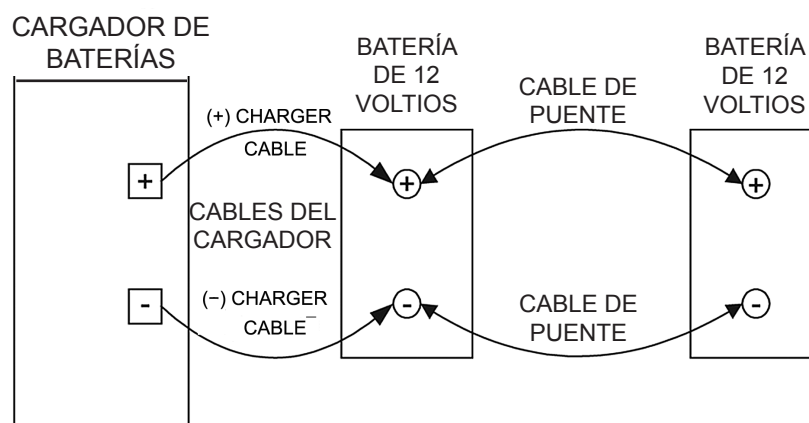 CARGADOR DE
BATERÍAS
BATERÍA
DE 12
VOLTIOS
BATERÍA
DE 12
VOLTIOS
(+) CHARGER
CABLE
CABLE DE
PUENTE
+
+
+
CABLES DEL
CARGADOR
(−) CHARGER
CABLE
CABLE DE
PUENTE
-
-
-